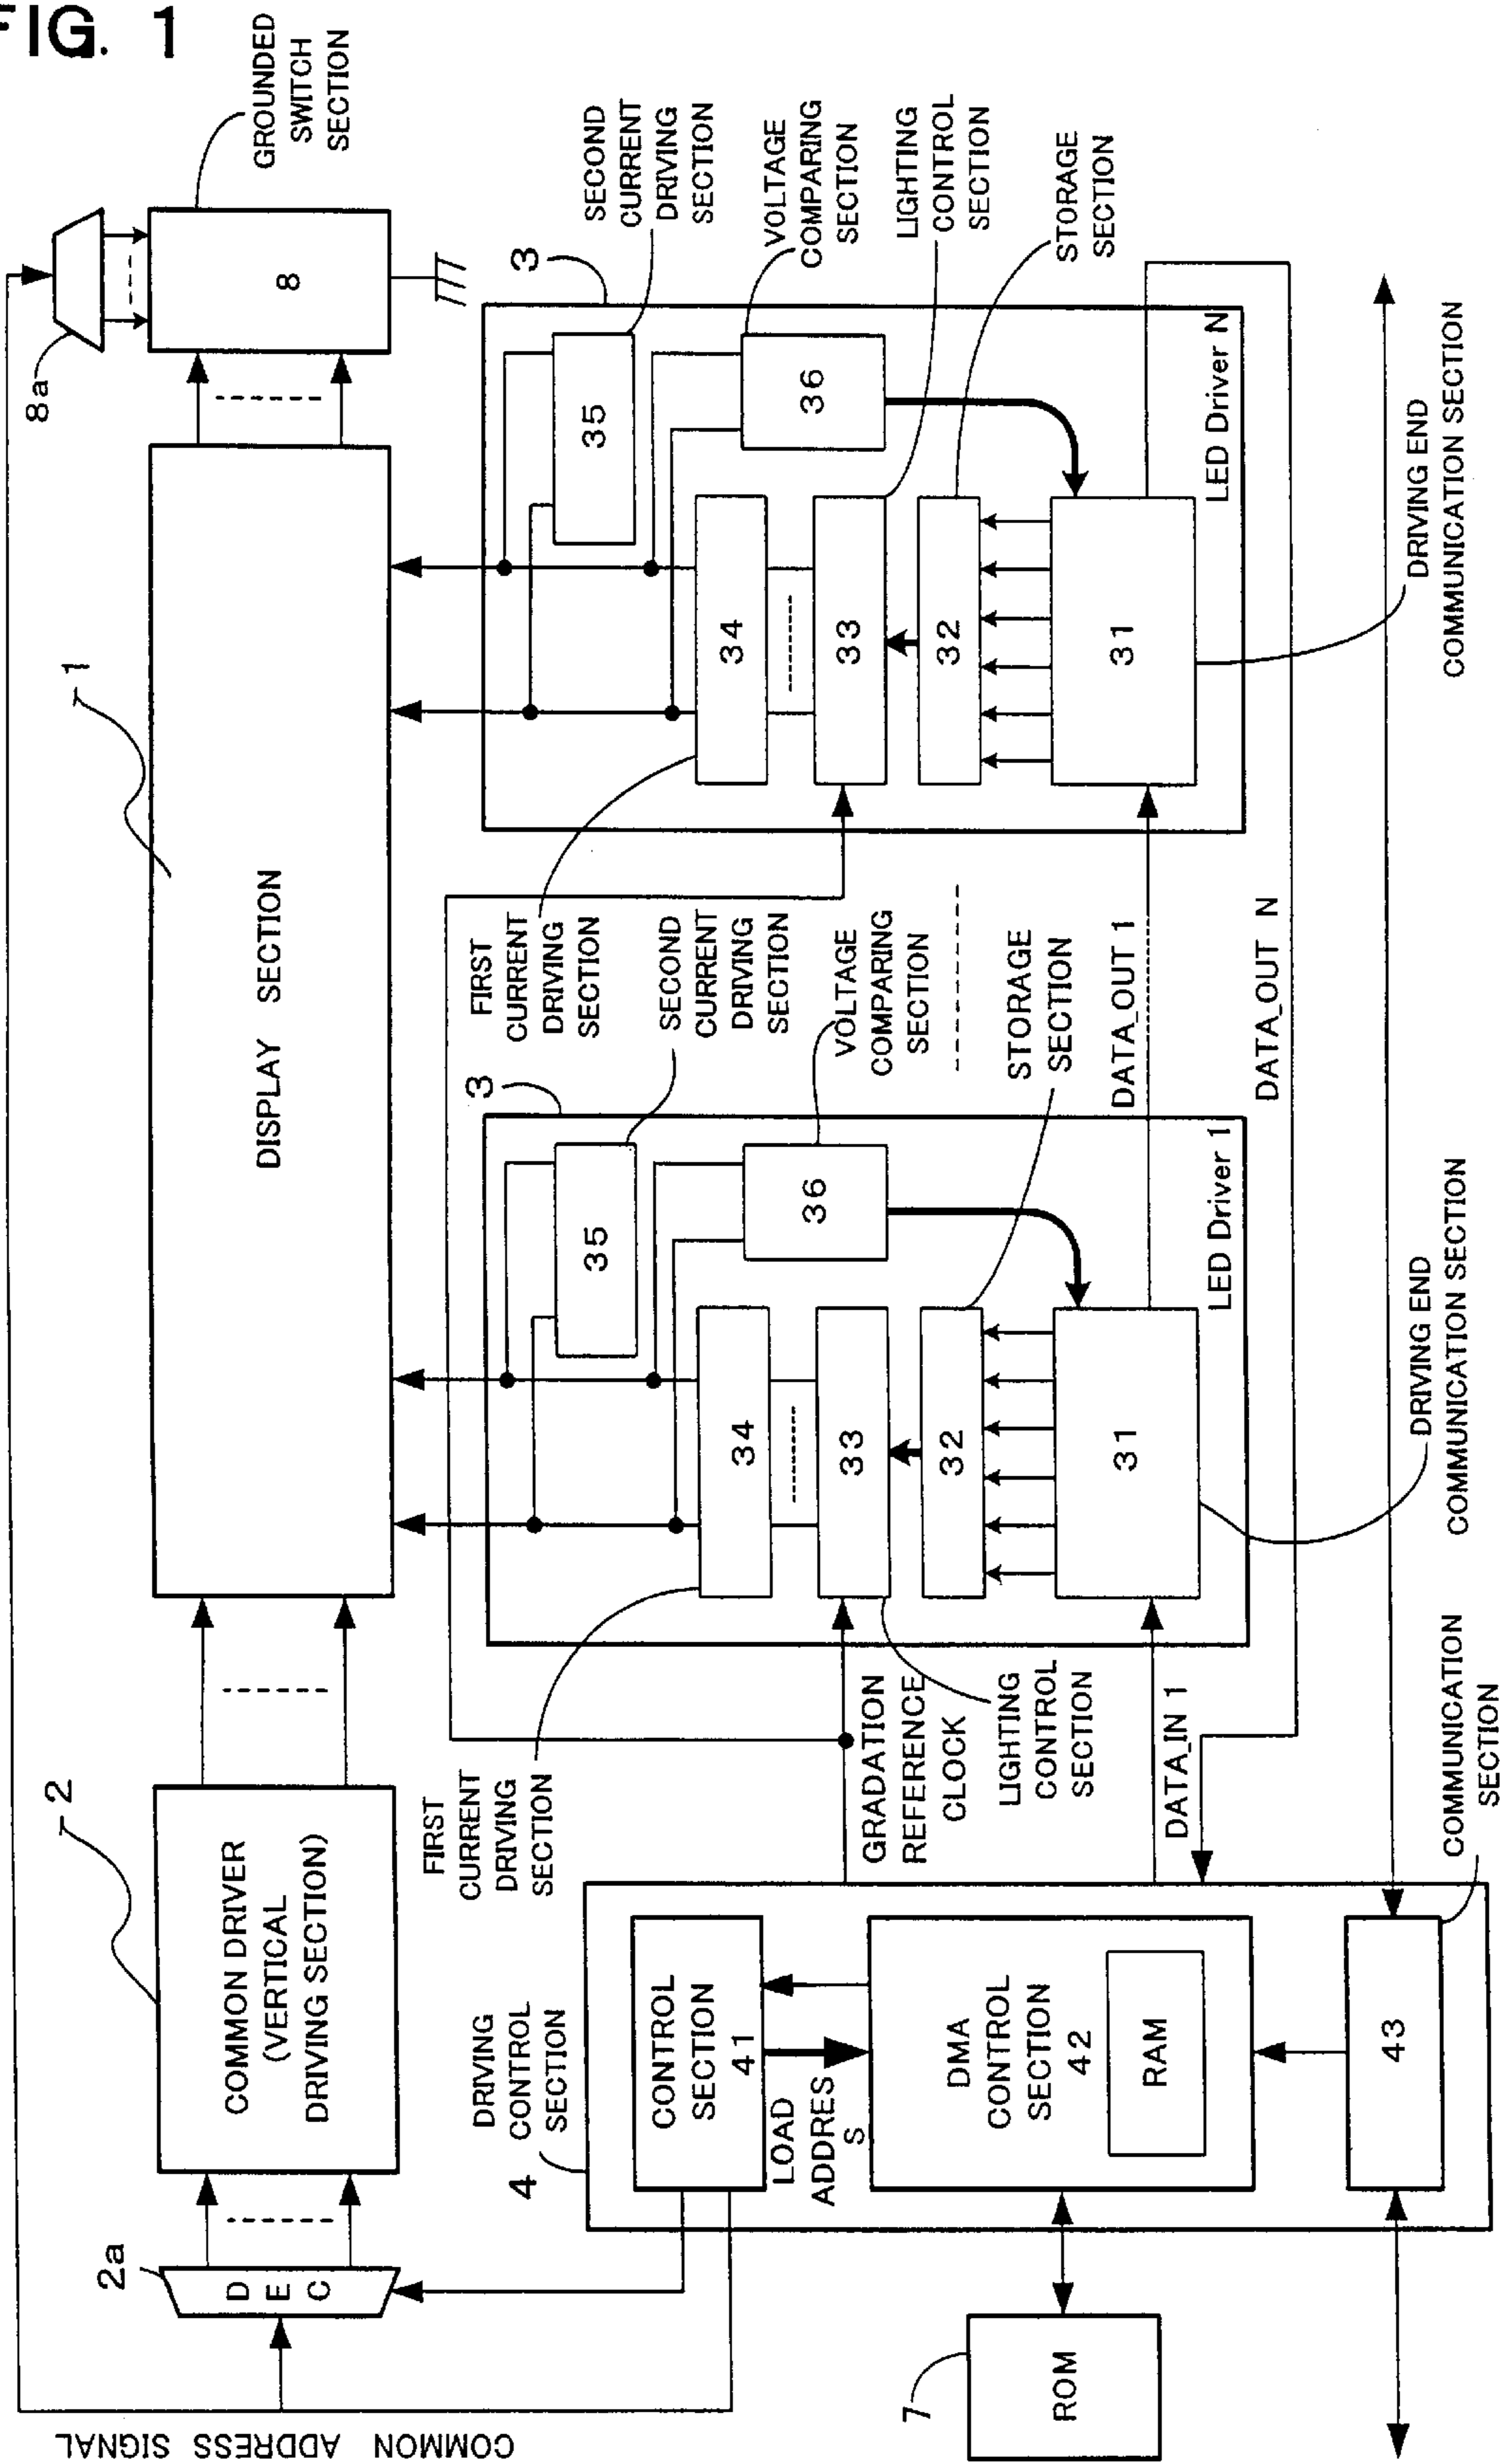 FIG. 1
8a
8
GROUNDED
SWITCH
SECTION
1
DISPLAY SECTION
2
COMMON DRIVER
(VERTICAL
DRIVING SECTION)
2a
D
E
C
COMMON ADDRESS SIGNAL
3
SECOND
CURRENT
DRIVING
SECTION
VOLTAGE
COMPARING
SECTION
LIGHTING
CONTROL
SECTION
STORAGE
SECTION
35
36
34
33
32
31
LED Driver N
DRIVING END
COMMUNICATION SECTION
FIRST
CURRENT
DRIVING
SECTION
SECOND
CURRENT
DRIVING
SECTION
VOLTAGE
COMPARING
SECTION
STORAGE
SECTION
DATA_OUT 1
DATA_OUT N
3
35
36
34
33
32
31
LED Driver 1
DRIVING END
COMMUNICATION SECTION
FIRST
CURRENT
DRIVING
SECTION
GRADATION
REFERENCE
CLOCK
LIGHTING
CONTROL
SECTION
DATA_IN 1
COMMUNICATION
SECTION
DRIVING
CONTROL
SECTION
4
CONTROL
SECTION
41
LOAD
ADDRES
S
DMA
CONTROL
SECTION
42
RAM
43
7
ROM